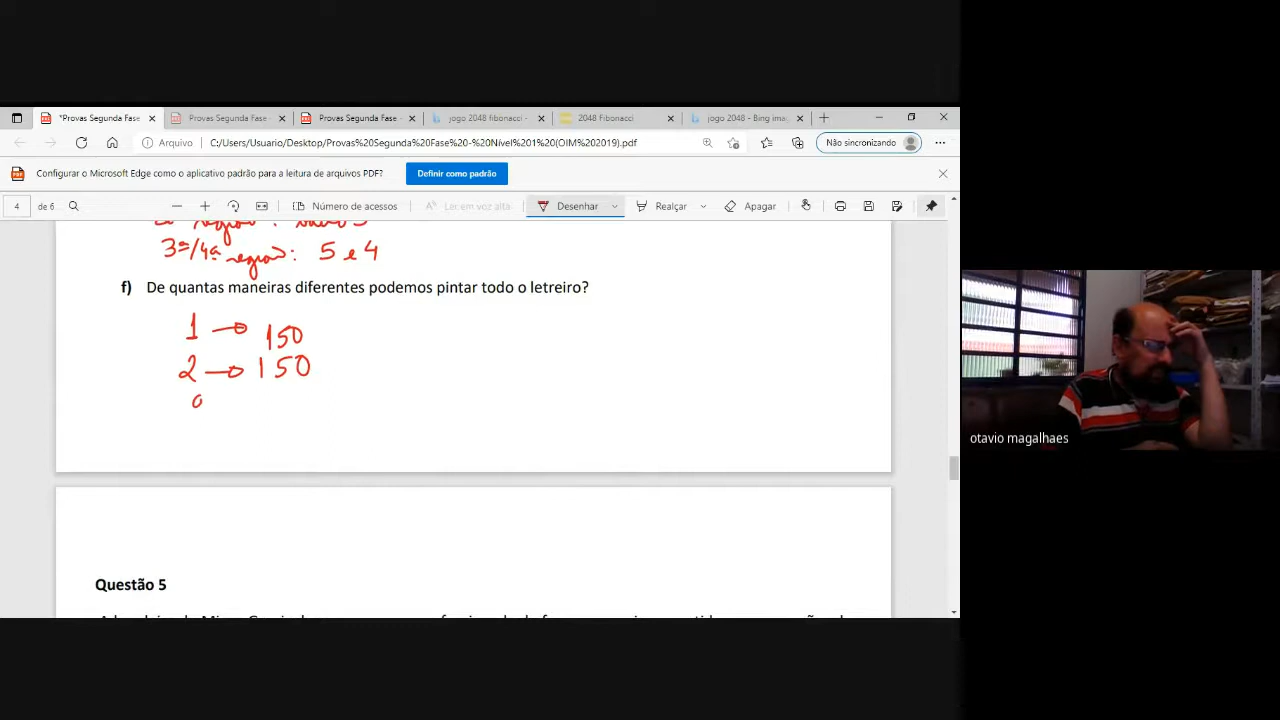 *Provas Segunda Fase
Provas Segunda Fase -
Provas Segunda Fase -
jogo 2048 fibonacci -
2048 Fibonacci
jogo 2048 - Bing ima
Arquivo
C:/Users/Usuario/Desktop/Provas%20Segunda%20Fase%20-%20Nível%201%20(OIM%202019).pdf
Não sincronizando
Configurar o Microsoft Edge como o aplicativo padrão para a leitura de arquivos PDF?
Definir como padrão
4
de 6
Número de acessos
Ler em voz alta
Desenhar
Realçar
Apagar
3ª/4ª região: 5 e 4
f) De quantas maneiras diferentes podemos pintar todo o letreiro?
1 → 150
2 → 150
otavio magalhaes
Questão 5